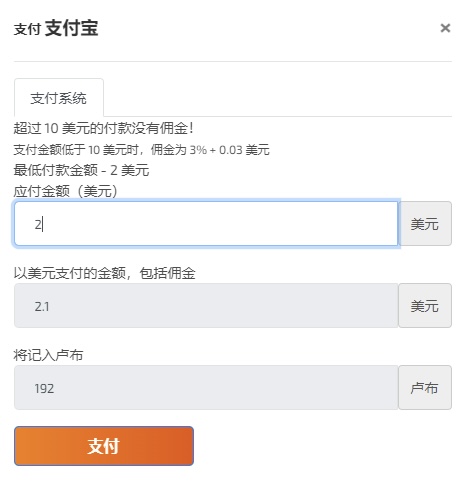 支付 支付宝 ×
支付系统
超过 10 美元的付款没有佣金！
支付金额低于 10 美元时，佣金为 3% + 0.03 美元
最低付款金额 - 2 美元
应付金额（美元）
2 美元
以美元支付的金额，包括佣金
2.1 美元
将记入卢布
192 卢布
支付